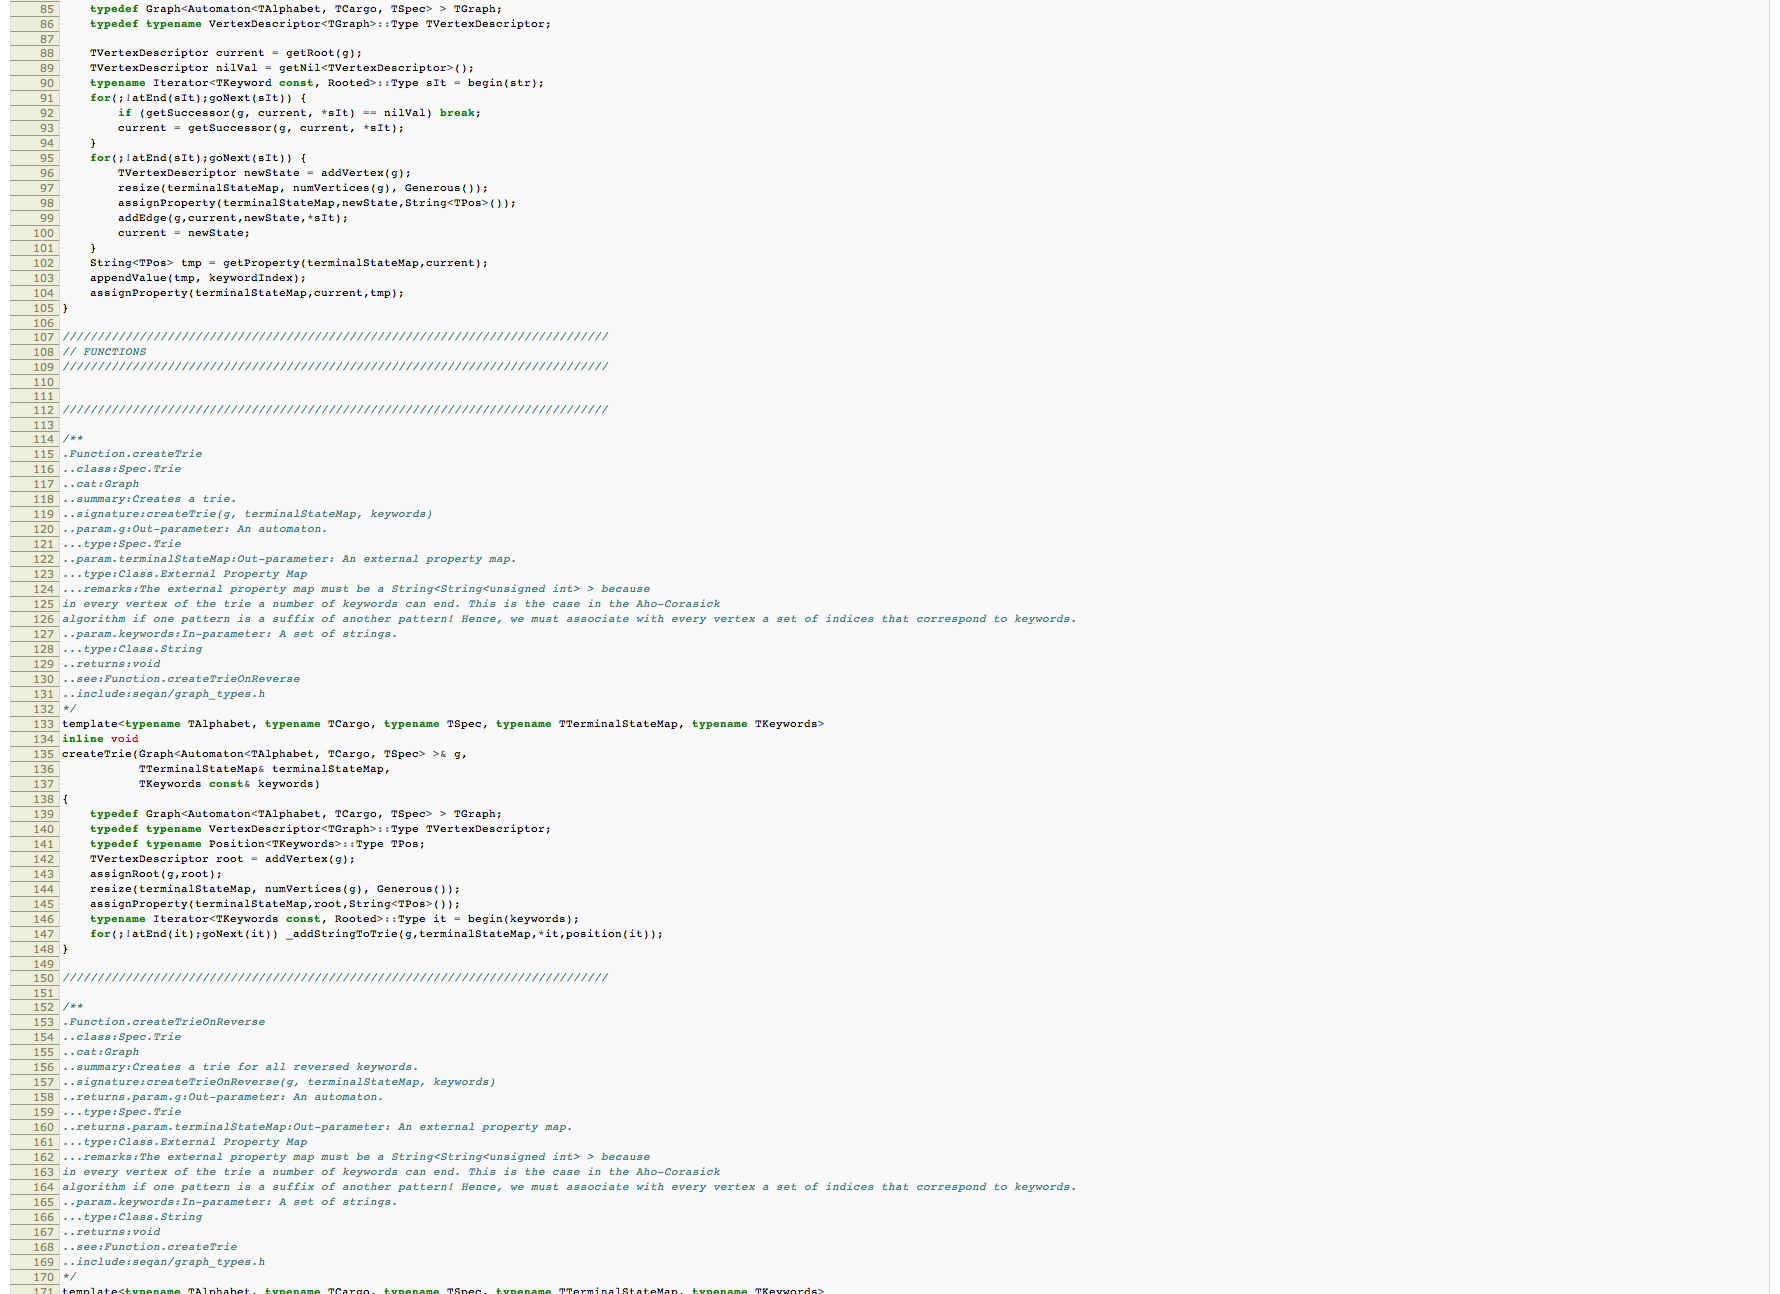 85     typedef Graph<Automaton<TAlphabet, TCargo, TSpec> > TGraph;
86     typedef typename VertexDescriptor<TGraph>::Type TVertexDescriptor;
87
88     TVertexDescriptor current = getRoot(g);
89     TVertexDescriptor nilVal = getNil<TVertexDescriptor>();
90     typename Iterator<TKeyword const, Rooted>::Type sIt = begin(str);
91     for(;!atEnd(sIt);goNext(sIt)) {
92         if (getSuccessor(g, current, *sIt) == nilVal) break;
93         current = getSuccessor(g, current, *sIt);
94     }
95     for(;!atEnd(sIt);goNext(sIt)) {
96         TVertexDescriptor newState = addVertex(g);
97         resize(terminalStateMap, numVertices(g), Generous());
98         assignProperty(terminalStateMap,newState,String<TPos>());
99         addEdge(g,current,newState,*sIt);
100         current = newState;
101     }
102     String<TPos> tmp = getProperty(terminalStateMap,current);
103     appendValue(tmp, keywordIndex);
104     assignProperty(terminalStateMap,current,tmp);
105 }
106
107 //////////////////////////////////////////////////////////////////////////////
108 // FUNCTIONS
109 //////////////////////////////////////////////////////////////////////////////
110
111
112 //////////////////////////////////////////////////////////////////////////////
113
114 /**
115 .Function.createTrie
116 ..class:Spec.Trie
117 ..cat:Graph
118 ..summary:Creates a trie.
119 ..signature:createTrie(g, terminalStateMap, keywords)
120 ..param.g:Out-parameter: An automaton.
121 ...type:Spec.Trie
122 ..param.terminalStateMap:Out-parameter: An external property map.
123 ...type:Class.External Property Map
124 ...remarks:The external property map must be a String<String<unsigned int> > because
125 in every vertex of the trie a number of keywords can end. This is the case in the Aho-Corasick
126 algorithm if one pattern is a suffix of another pattern! Hence, we must associate with every vertex a set of indices that correspond to keywords.
127 ..param.keywords:In-parameter: A set of strings.
128 ...type:Class.String
129 ..returns:void
130 ..see:Function.createTrieOnReverse
131 ..include:seqan/graph_types.h
132 */
133 template<typename TAlphabet, typename TCargo, typename TSpec, typename TTerminalStateMap, typename TKeywords>
134 inline void
135 createTrie(Graph<Automaton<TAlphabet, TCargo, TSpec> >& g,
136            TTerminalStateMap& terminalStateMap,
137            TKeywords const& keywords)
138 {
139     typedef Graph<Automaton<TAlphabet, TCargo, TSpec> > TGraph;
140     typedef typename VertexDescriptor<TGraph>::Type TVertexDescriptor;
141     typedef typename Position<TKeywords>::Type TPos;
142     TVertexDescriptor root = addVertex(g);
143     assignRoot(g,root);
144     resize(terminalStateMap, numVertices(g), Generous());
145     assignProperty(terminalStateMap,root,String<TPos>());
146     typename Iterator<TKeywords const, Rooted>::Type it = begin(keywords);
147     for(;!atEnd(it);goNext(it)) _addStringToTrie(g,terminalStateMap,*it,position(it));
148 }
149
150 //////////////////////////////////////////////////////////////////////////////
151
152 /**
153 .Function.createTrieOnReverse
154 ..class:Spec.Trie
155 ..cat:Graph
156 ..summary:Creates a trie for all reversed keywords.
157 ..signature:createTrieOnReverse(g, terminalStateMap, keywords)
158 ..returns.param.g:Out-parameter: An automaton.
159 ...type:Spec.Trie
160 ..returns.param.terminalStateMap:Out-parameter: An external property map.
161 ...type:Class.External Property Map
162 ...remarks:The external property map must be a String<String<unsigned int> > because
163 in every vertex of the trie a number of keywords can end. This is the case in the Aho-Corasick
164 algorithm if one pattern is a suffix of another pattern! Hence, we must associate with every vertex a set of indices that correspond to keywords.
165 ..param.keywords:In-parameter: A set of strings.
166 ...type:Class.String
167 ..returns:void
168 ..see:Function.createTrie
169 ..include:seqan/graph_types.h
170 */
171 template<typename TAlphabet, typename TCargo, typename TSpec, typename TTerminalStateMap, typename TKeywords>